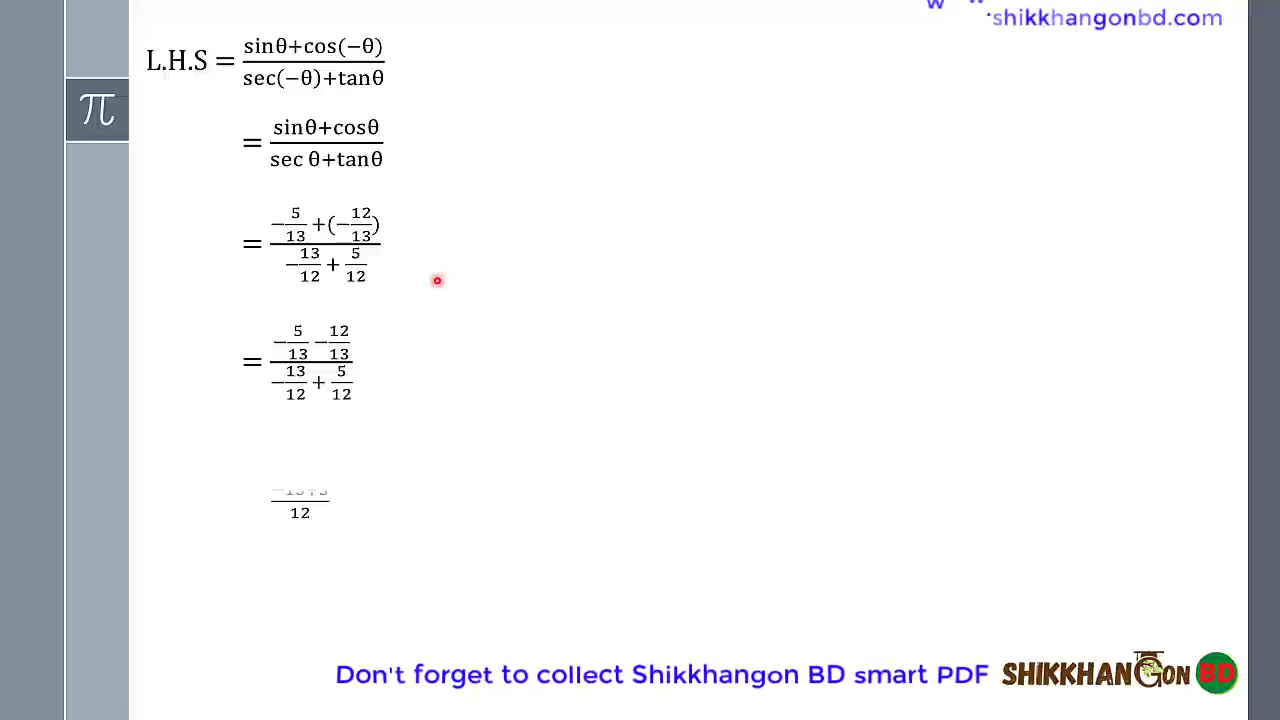 shikkhangonbd.com
π
L.H.S = (sinθ+cos(−θ))/(sec(−θ)+tanθ)
= (sinθ+cosθ)/(sec θ+tanθ)
= (−5/13 +(−12/13))/(−13/12 + 5/12)
= (−5/13 −12/13)/(−13/12 + 5/12)
12
Don't forget to collect Shikkhangon BD smart PDF
SHIKKHANGON BD